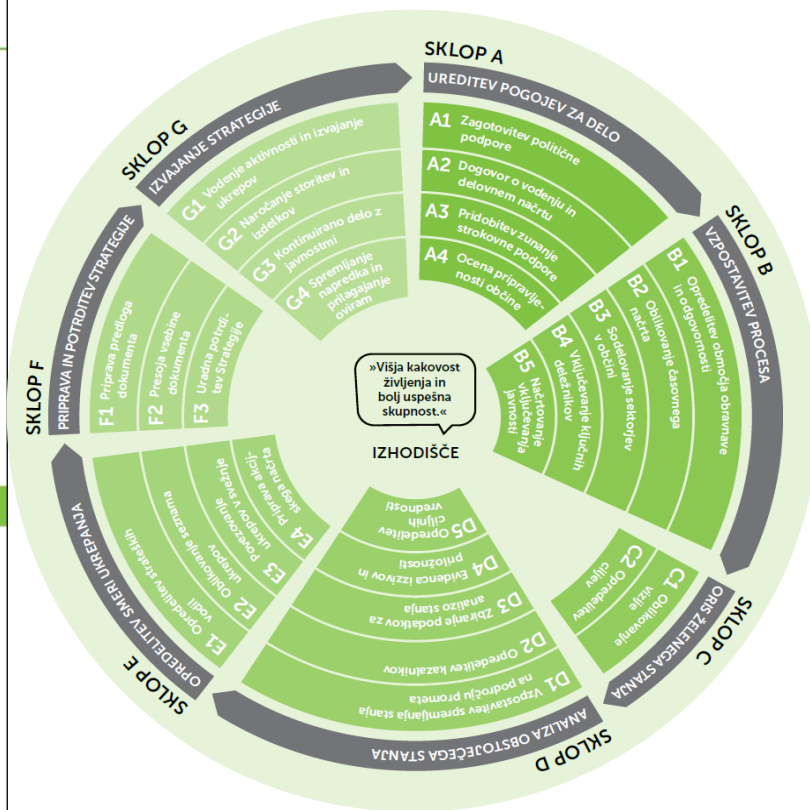 SKLOP A
UREDITEV POGOJEV ZA DELO
A1 Zagotovitev politične
podpore
A2 Dogovor o vodenju in
delovnem načrtu
A3 Pridobitev zunanje
strokovne podpore
A4 Ocena pripravlje-
nosti občine
SKLOP B
VZPOSTAVITEV PROCESA
B1 Opredelitev območja obravnave
in odgovornosti
B2 Oblikovanje časovnega
načrta
B3 Sodelovanje sektorjev
v občini
B4 Vključevanje ključnih
deležnikov
B5 Načrtovanje
vključevanja
javnosti
SKLOP C
ORIS ŽELENEGA STANJA
C1 Oblikovanje
vizije
C2 Opredelitev
ciljev
SKLOP D
ANALIZA OBSTOJEČEGA STANJA
D1 Vzpostavitev spremljanja stanja
na področju prometa
D2 Opredelitev kazalnikov
D3 Zbiranje podatkov za
analizo stanja
D4 Evidenca izzivov in
priložnosti
D5 Opredelitev
ciljnih
vrednosti
SKLOP E
OPREDELITEV SMERI UKREPANJA
E1 Opredelitev strateških
vodil
E2 Oblikovanje seznama
ukrepov
E3 Povezovanje
ukrepov v svežnje
E4 Priprava akcij-
skega načrta
SKLOP F
PRIPRAVA IN POTRDITEV STRATEGIJE
F1 Priprava predloga
dokumenta
F2 Presoja vsebine
dokumenta
F3 Uradna potrdi-
tev Strategije
SKLOP G
IZVAJANJE STRATEGIJE
G1 Vodenje aktivnosti in izvajanje
ukrepov
G2 Naročanje storitev in
izdelkov
G3 Kontinuirano delo z
javnostmi
G4 Spremljanje
napredka in
prilagajanje
oviram
»Višja kakovost
življenja in
bolj uspešna
skupnost.«
IZHODIŠČE